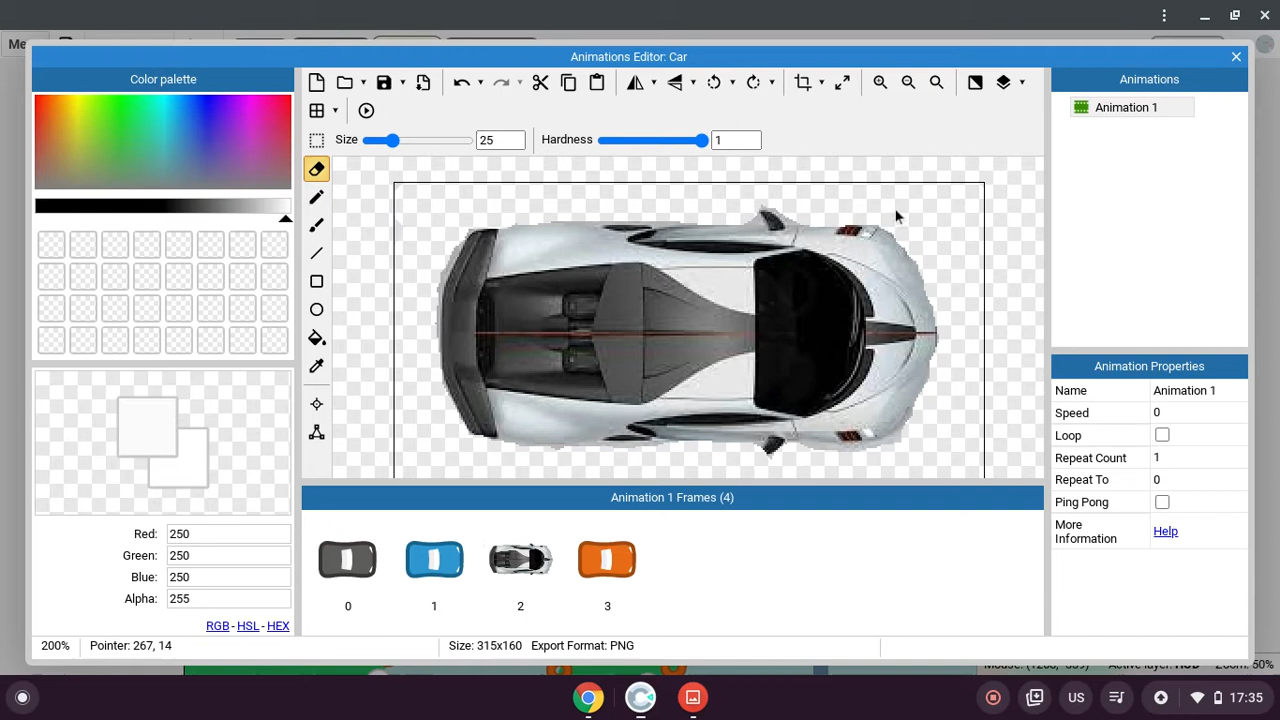 Me
Animations Editor: Car
Color palette
Animations
Animation 1
Size 25 Hardness 1
Animation Properties
Name Animation 1
Speed 0
Loop
Repeat Count 1
Repeat To 0
Ping Pong
More Information Help
Animation 1 Frames (4)
0 1 2 3
Red: 250
Green: 250
Blue: 250
Alpha: 255
RGB - HSL - HEX
200% Pointer: 267, 14 Size: 315x160 Export Format: PNG
US 17:35